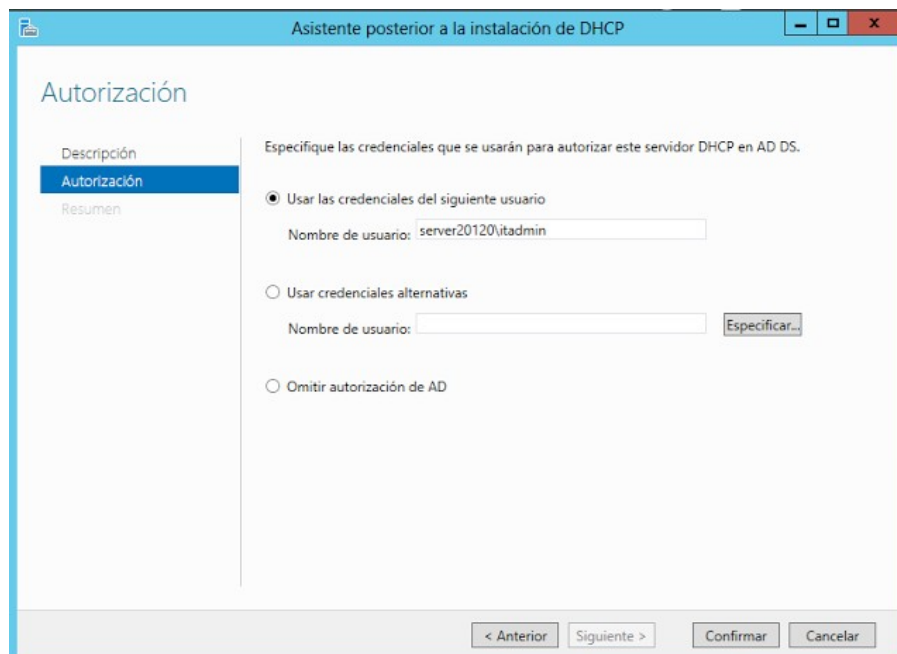 Asistente posterior a la instalación de DHCP
Autorización
Descripción
Autorización
Resumen
Especifique las credenciales que se usarán para autorizar este servidor DHCP en AD DS.
Usar las credenciales del siguiente usuario
Nombre de usuario: server20120\itadmin
Usar credenciales alternativas
Nombre de usuario:
Especificar...
Omitir autorización de AD
< Anterior
Siguiente >
Confirmar
Cancelar